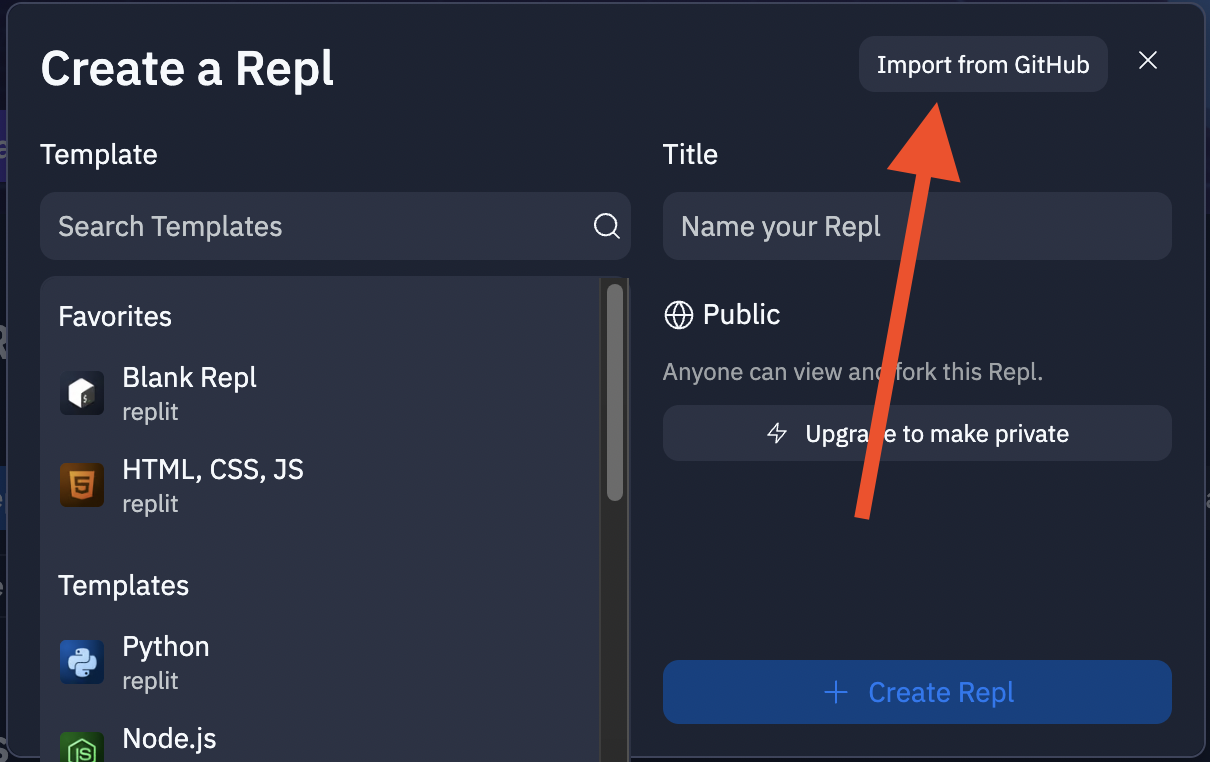 Create a Repl
Import from GitHub
Template
Search Templates
Favorites
Blank Repl
replit
HTML, CSS, JS
replit
Templates
Python
replit
Node.js
Title
Name your Repl
Public
Anyone can view and fork this Repl.
Upgrade to make private
Create Repl